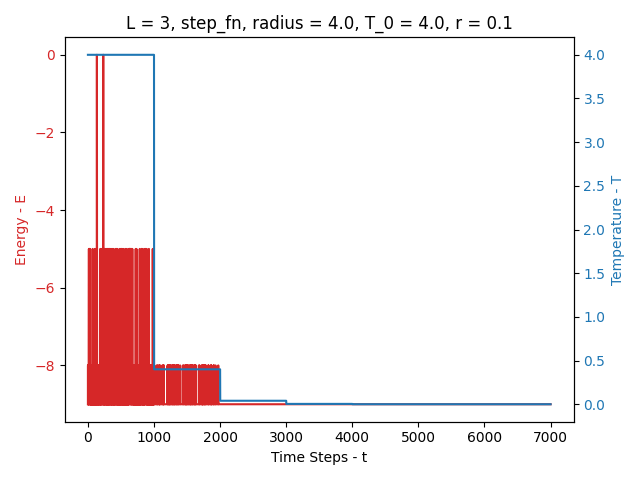 L = 3, step_fn, radius = 4.0, T_0 = 4.0, r = 0.1
Energy - E
0
−2
−4
−6
−8
4.0
3.5
3.0
2.5
2.0
1.5
1.0
0.5
0.0
Temperature - T
0 1000 2000 3000 4000 5000 6000 7000
Time Steps - t